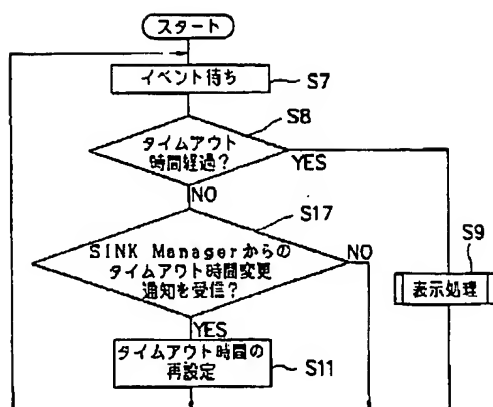 スタート
イベント待ち
S7
S8
タイムアウト
時間経過?
YES
NO
S17
SINK Managerからの
タイムアウト時間変更
通知を受信?
NO
S9
表示処理
YES
タイムアウト時間の
再設定
S11